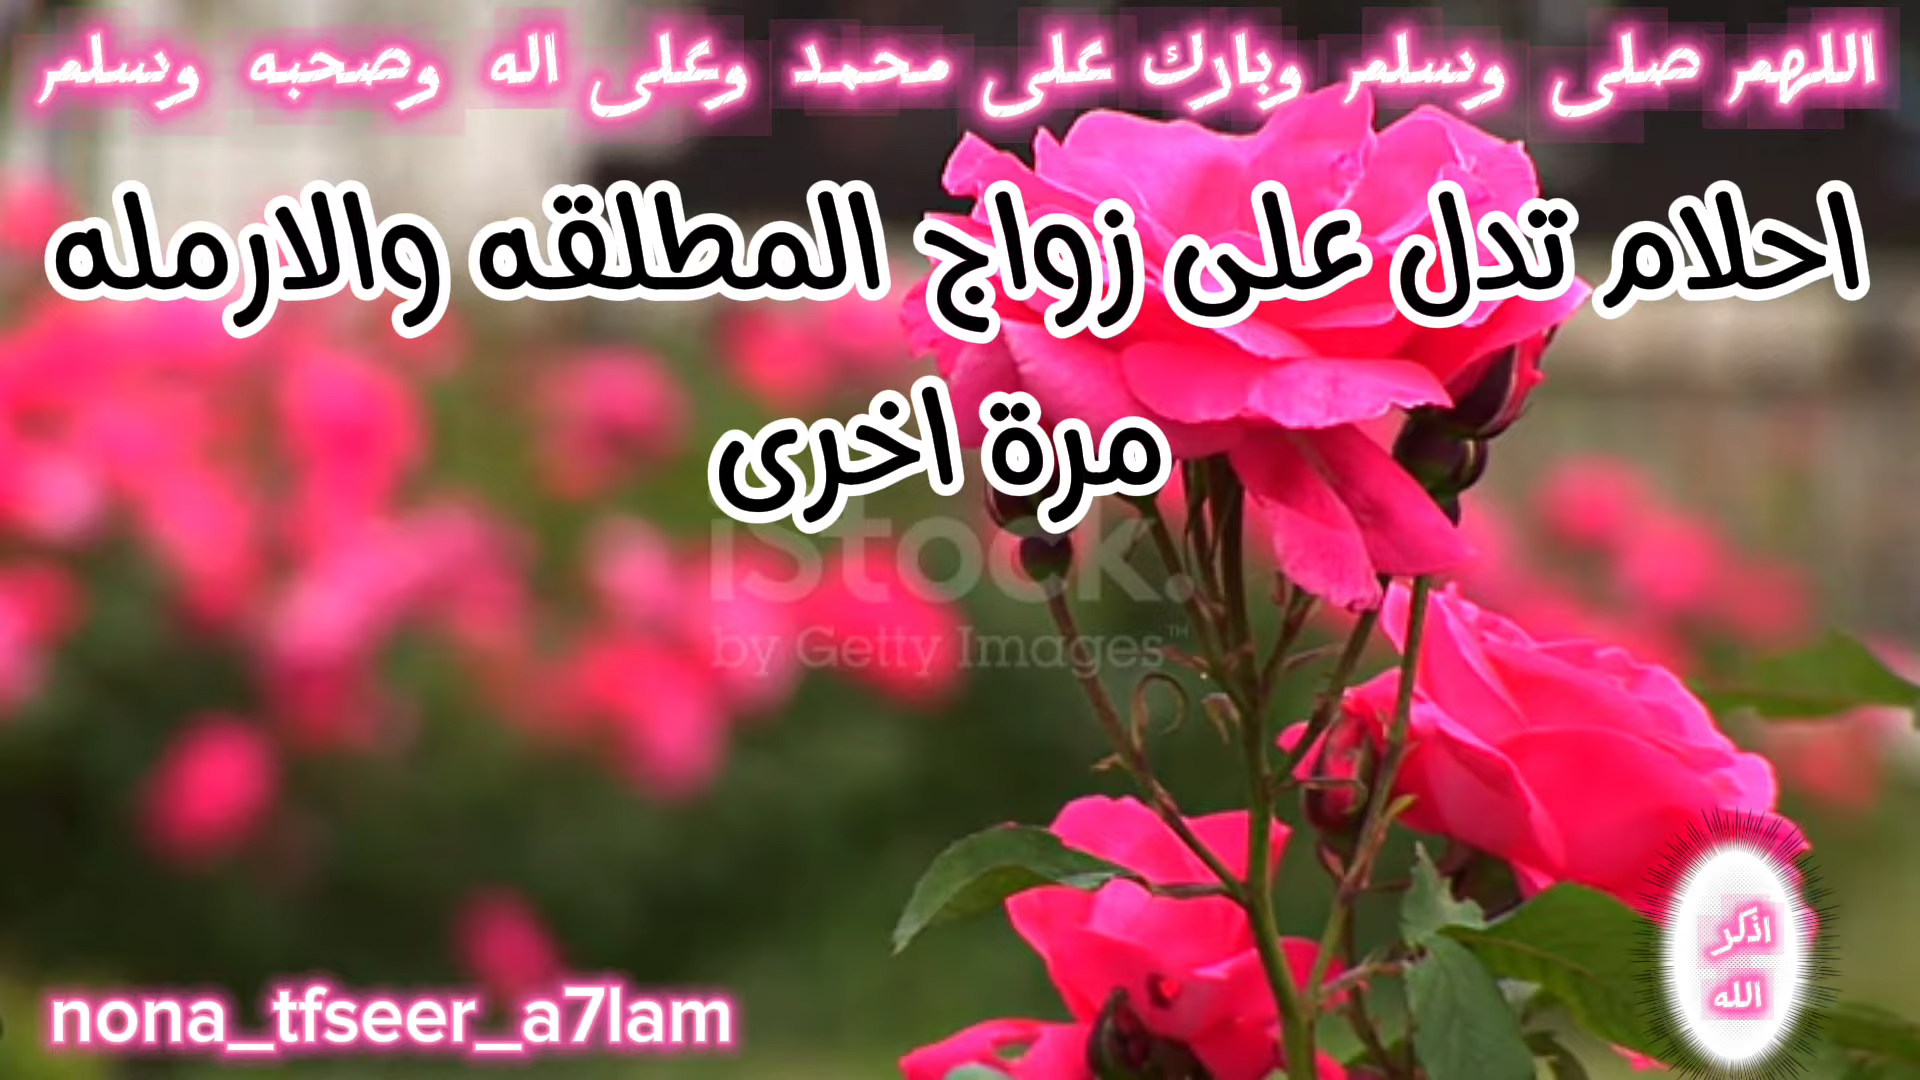 اللهم صلى وسلم وبارك على محمد وعلى اله وصحبه وسلم
احلام تدل على زواج المطلقه والارمله
مرة اخرى
iStock.
by Getty Images™
اذكر
الله
nona_tfseer_a7lam